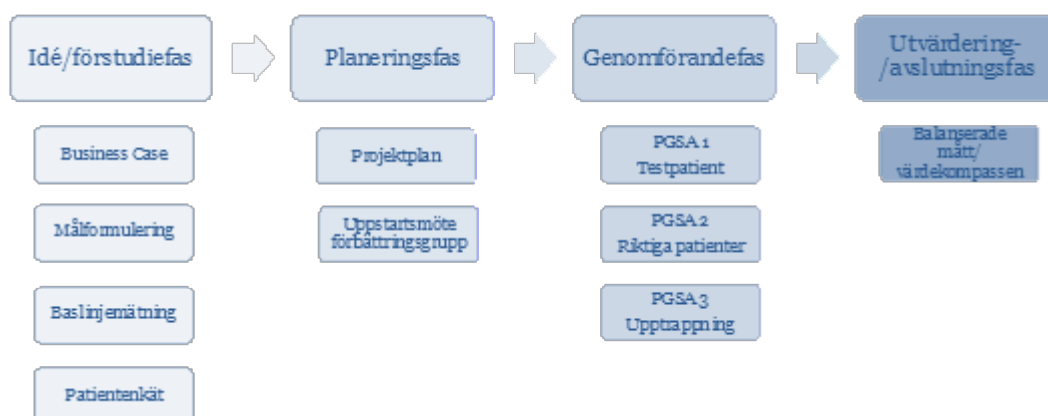 Idé/förstudiefas
Planeringsfas
Genomförandefas
Utvärdering-
/avslutningsfas
Business Case
Målformulering
Baslinjemätning
Patientenkät
Projektplan
Uppstartsmöte
förbättringsgrupp
PGSA 1
Testpatient
PGSA 2
Riktiga patienter
PGSA 3
Upptrappning
Balanserade
mått/
värdekompassen